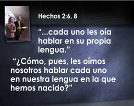 Hechos 2:6, 8
"...cada uno les oía
hablar en su propia
lengua."
"¿Cómo, pues, les oímos
nosotros hablar cada uno
en nuestra lengua en la que
hemos nacido?"